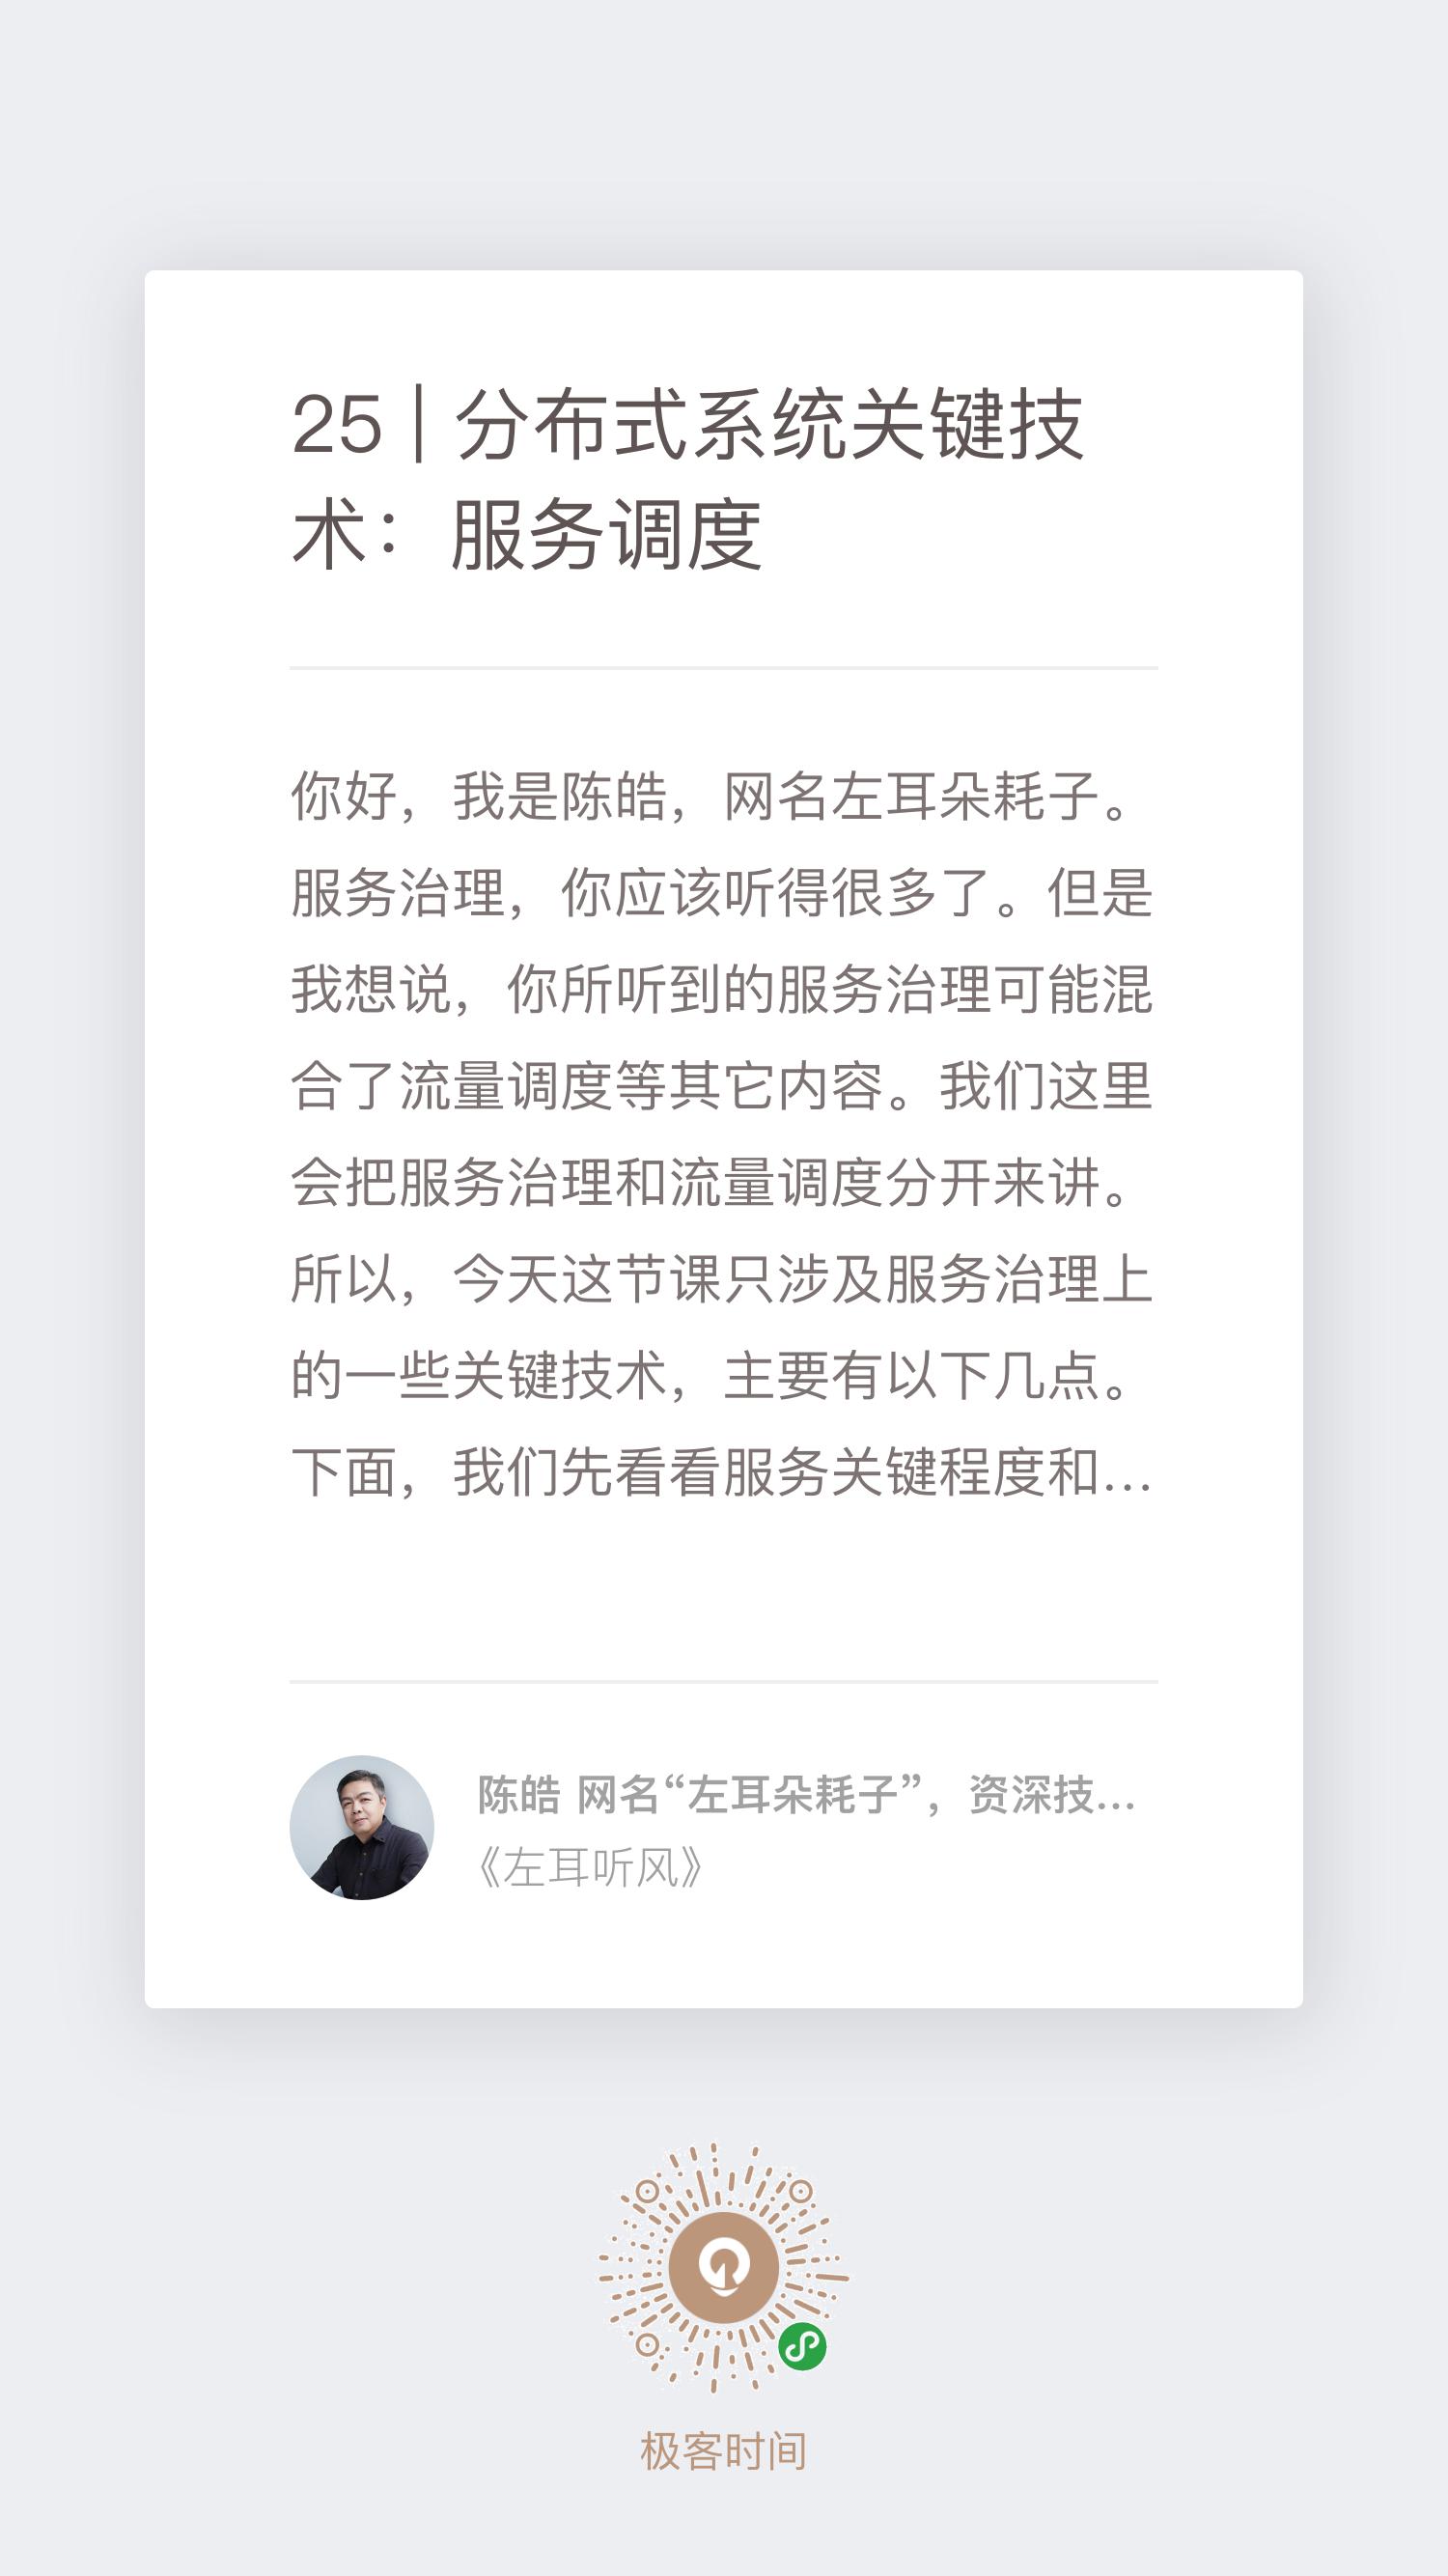 25 | 分布式系统关键技
术：服务调度
你好，我是陈皓，网名左耳朵耗子。
服务治理，你应该听得很多了。但是
我想说，你所听到的服务治理可能混
合了流量调度等其它内容。我们这里
会把服务治理和流量调度分开来讲。
所以，今天这节课只涉及服务治理上
的一些关键技术，主要有以下几点。
下面，我们先看看服务关键程度和…
陈皓 网名“左耳朵耗子”，资深技…
《左耳听风》
极客时间